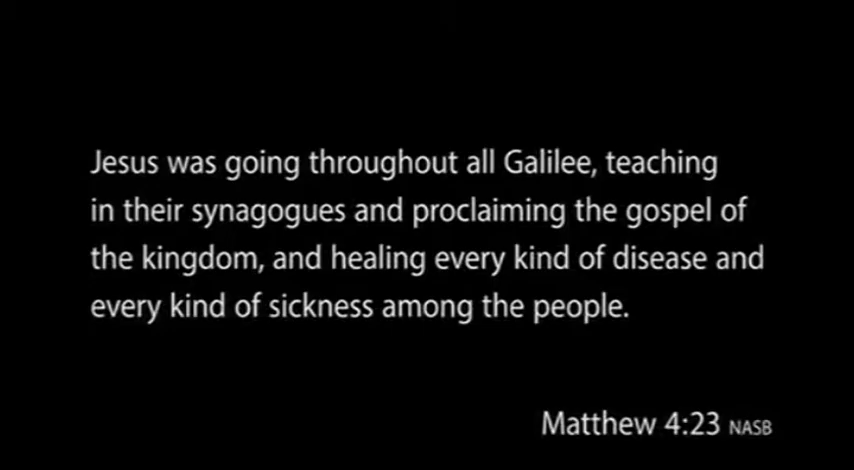 Jesus was going throughout all Galilee, teaching
in their synagogues and proclaiming the gospel of
the kingdom, and healing every kind of disease and
every kind of sickness among the people.
Matthew 4:23 NASB